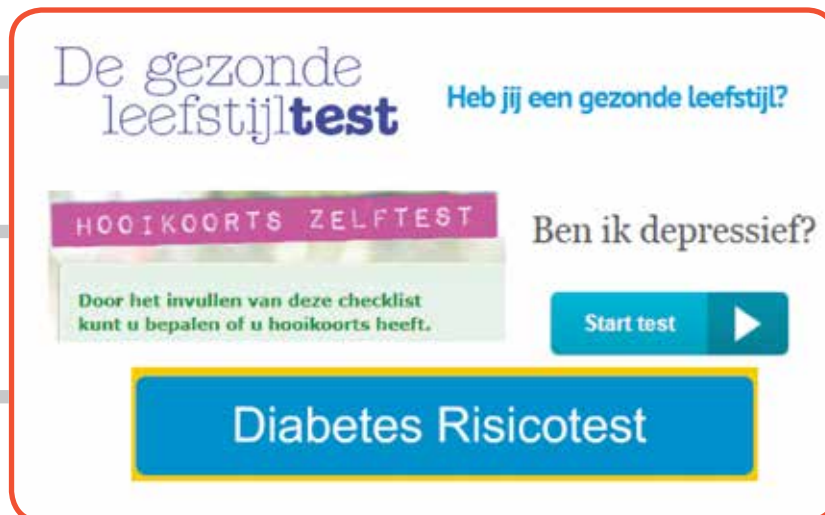 De gezonde
leefstijltest
Heb jij een gezonde leefstijl?
HOOIKOORTS ZELFTEST
Door het invullen van deze checklist
kunt u bepalen of u hooikoorts heeft.
Ben ik depressief?
Start test
Diabetes Risicotest